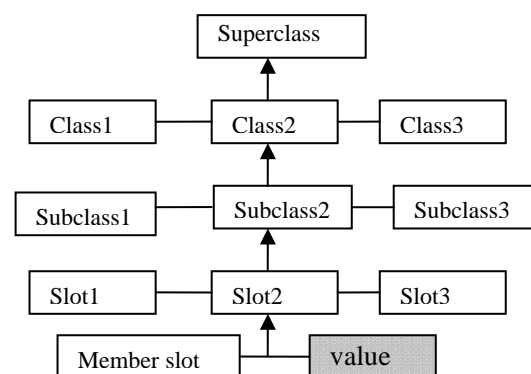 Superclass
Class1 Class2 Class3
Subclass1 Subclass2 Subclass3
Slot1 Slot2 Slot3
Member slot value